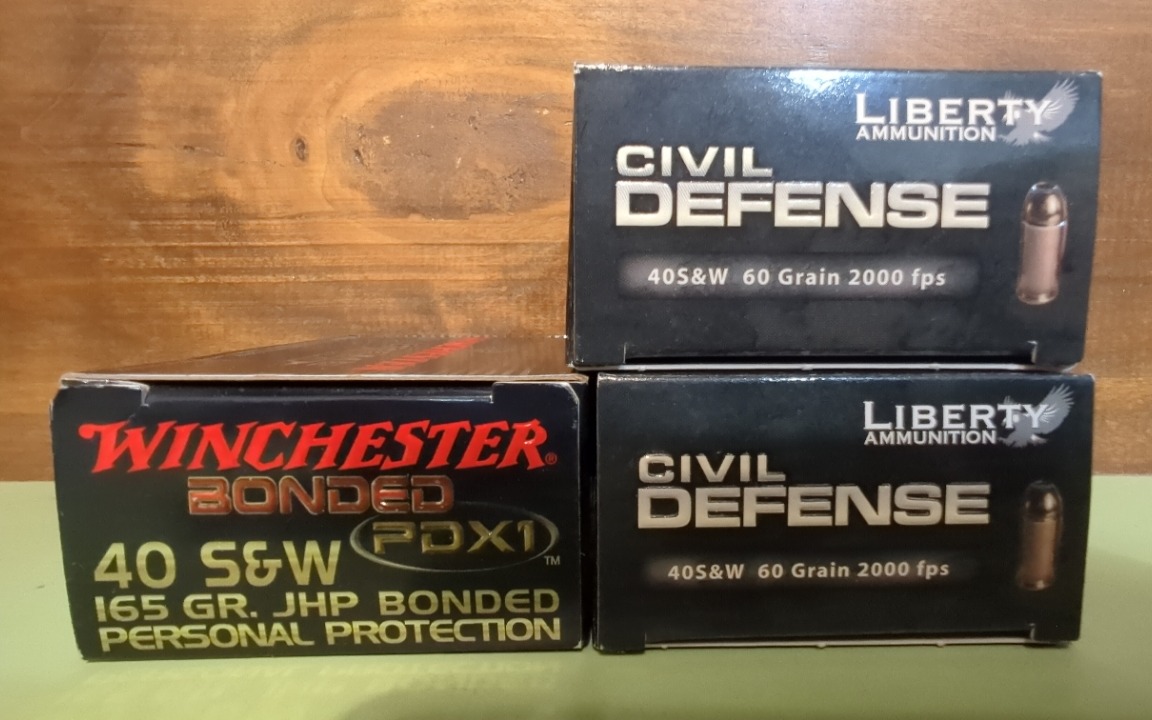 LIBERTY
AMMUNITION
CIVIL
DEFENSE
40S&W 60 Grain 2000 fps
WINCHESTER®
BONDED
PDX1™
40 S&W
165 GR. JHP BONDED
PERSONAL PROTECTION
LIBERTY
AMMUNITION
CIVIL
DEFENSE
40S&W 60 Grain 2000 fps